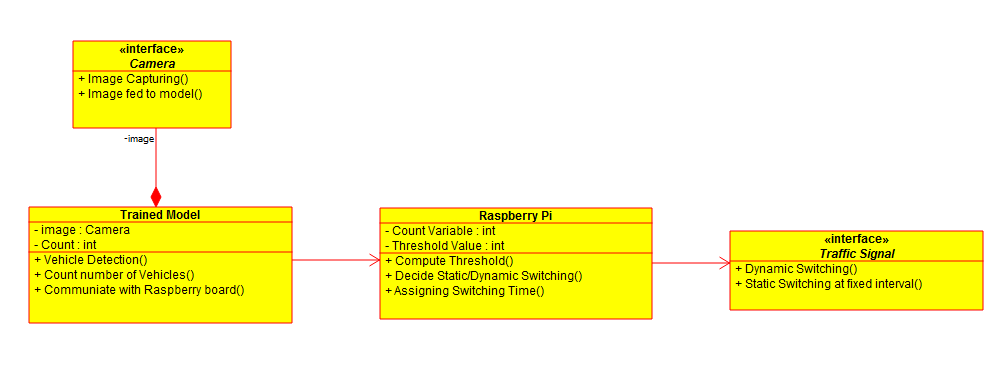 «interface»
Camera
+ Image Capturing()
+ Image fed to model()
-image
Trained Model
- image : Camera
- Count : int
+ Vehicle Detection()
+ Count number of Vehicles()
+ Communiate with Raspberry board()
Raspberry Pi
- Count Variable : int
- Threshold Value : int
+ Compute Threshold()
+ Decide Static/Dynamic Switching()
+ Assigning Switching Time()
«interface»
Traffic Signal
+ Dynamic Switching()
+ Static Switching at fixed interval()